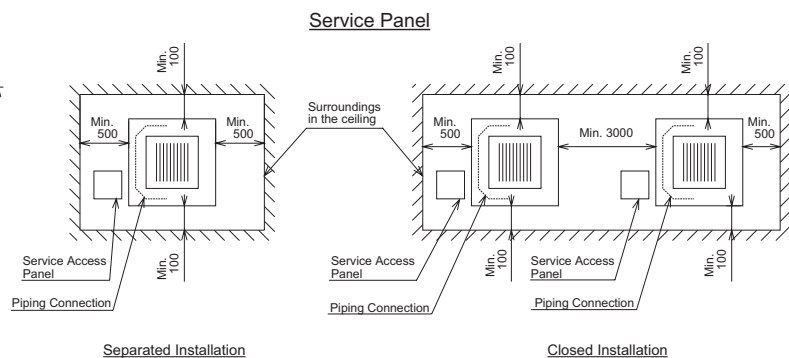 Service Panel
Min.
100
Min.
100
Min.
100
Min.
500
Min.
500
Surroundings
in the ceiling
Min.
500
Min. 3000
Min.
500
Service Access
Panel
Min.
100
Service Access
Panel
Min.
100
Service Access
Panel
Min.
100
Piping Connection
Piping Connection
Piping Connection
Separated Installation
Closed Installation